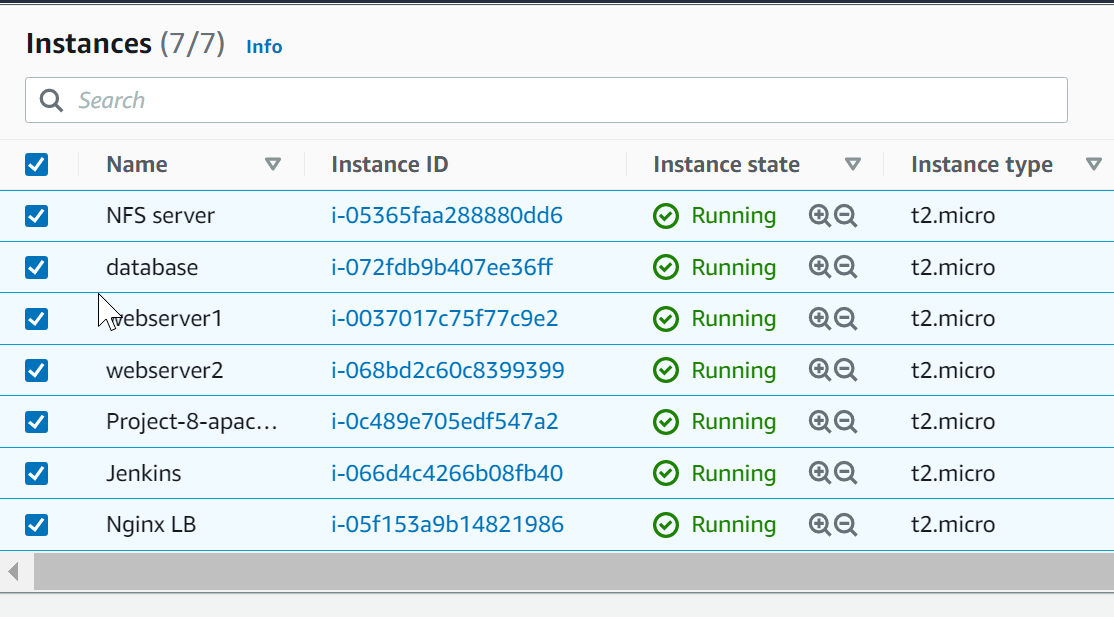 Instances (7/7) Info
Search
Name Instance ID Instance state Instance type
NFS server i-05365faa288880dd6 Running t2.micro
database i-072fdb9b407ee36ff Running t2.micro
webserver1 i-0037017c75f77c9e2 Running t2.micro
webserver2 i-068bd2c60c8399399 Running t2.micro
Project-8-apac... i-0c489e705edf547a2 Running t2.micro
Jenkins i-066d4c4266b08fb40 Running t2.micro
Nginx LB i-05f153a9b14821986 Running t2.micro